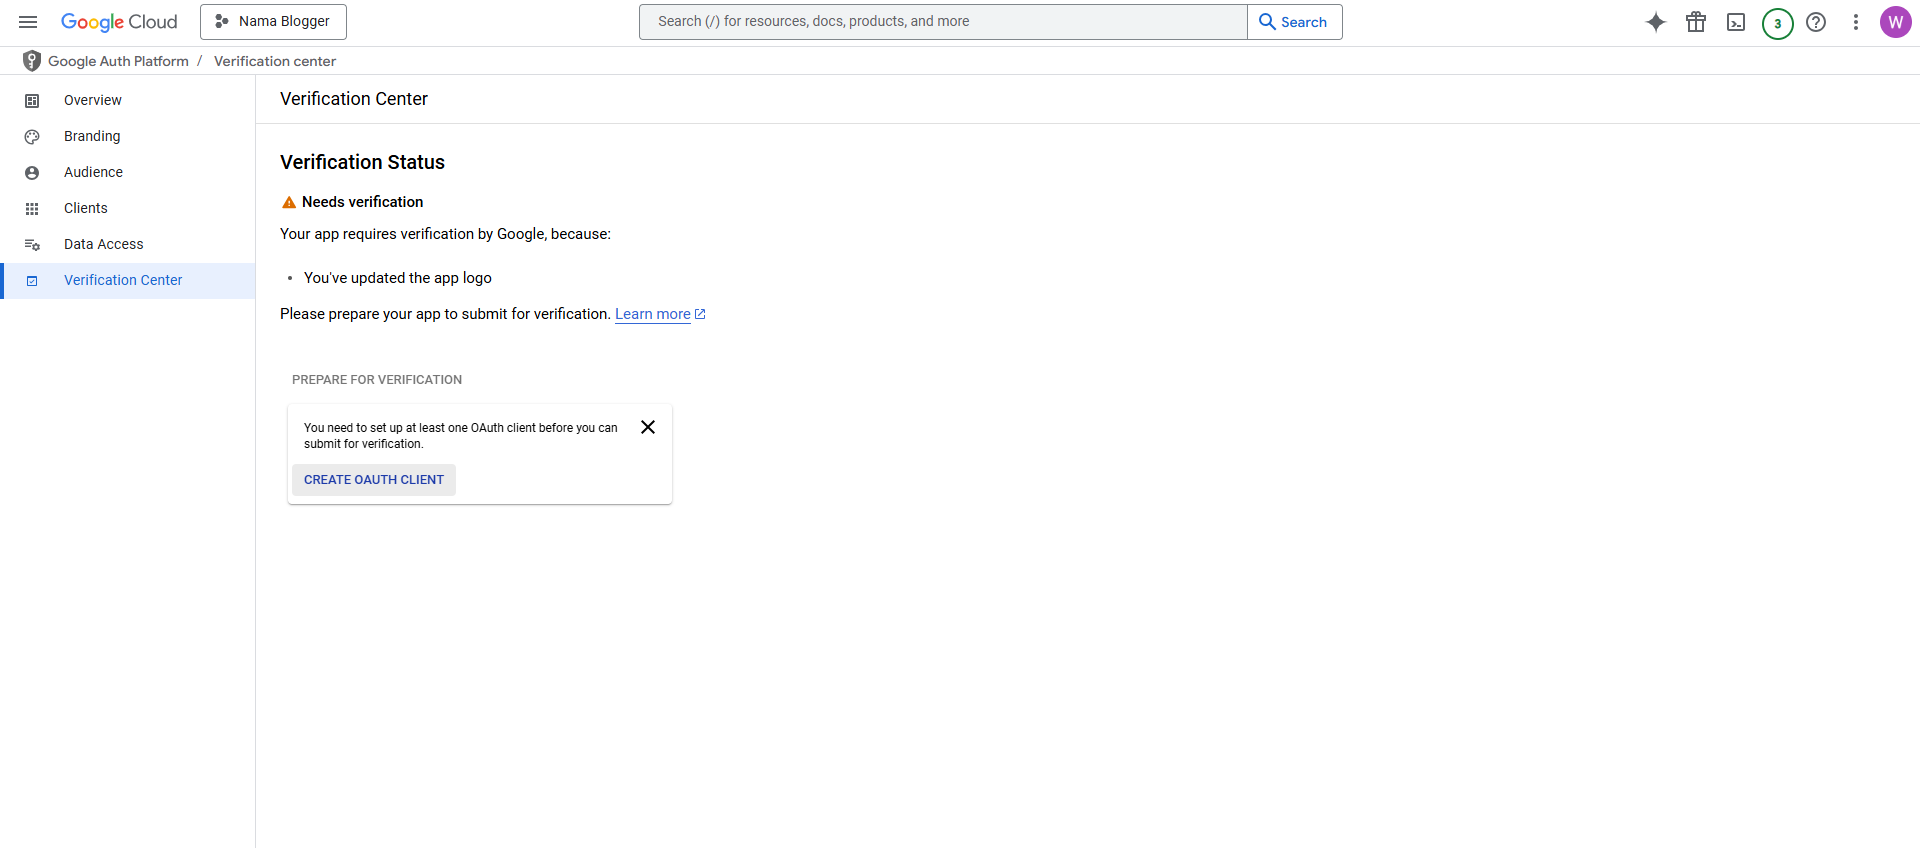 Google Cloud
Nama Blogger
Search (/) for resources, docs, products, and more
Search
3
W
Google Auth Platform / Verification center
Overview
Branding
Audience
Clients
Data Access
Verification Center
Verification Center
Verification Status
Needs verification
Your app requires verification by Google, because:
• You've updated the app logo
Please prepare your app to submit for verification. Learn more
PREPARE FOR VERIFICATION
You need to set up at least one OAuth client before you can
submit for verification.
CREATE OAUTH CLIENT